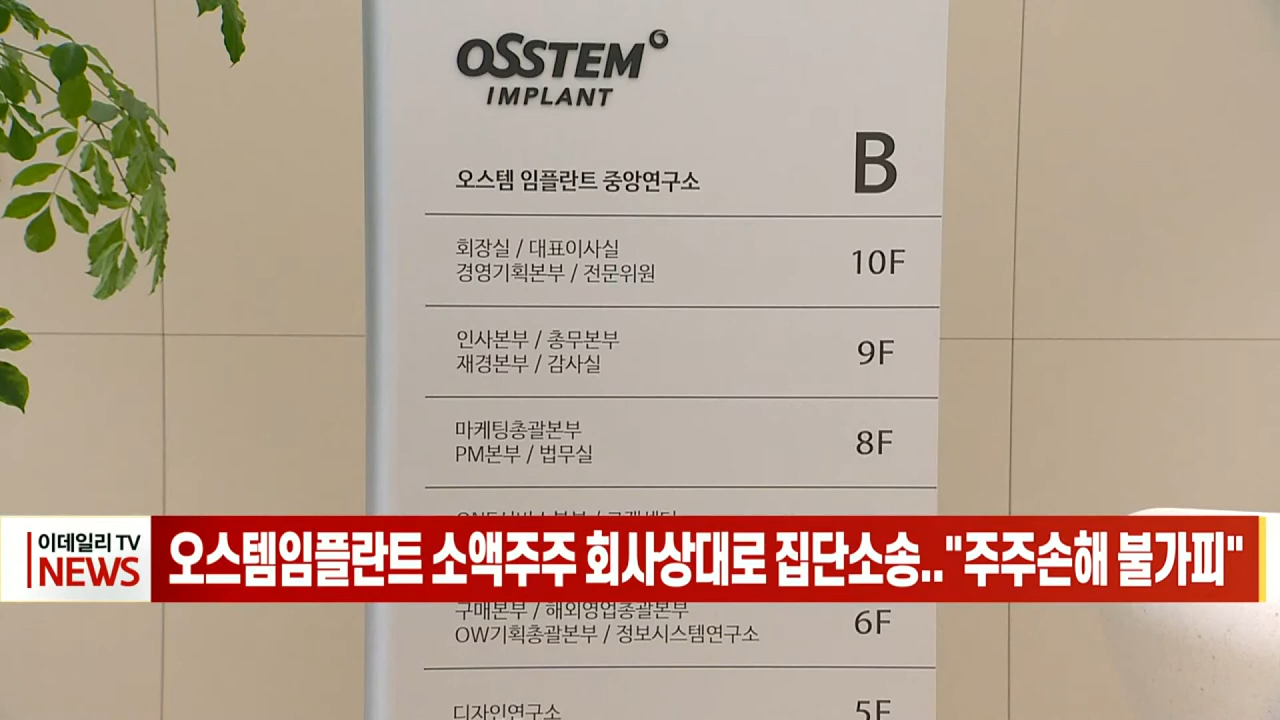 OSSTEM
IMPLANT
오스템 임플란트 중앙연구소
B
회장실 / 대표이사실
경영기획본부 / 전문위원
10F
인사본부 / 총무본부
재경본부 / 감사실
9F
마케팅총괄본부
PM본부 / 법무실
8F
이데일리 TV
NEWS
오스템임플란트 소액주주 회사상대로 집단소송.."주주손해 불가피"
구매본부 / 해외영업총괄본부
OW기획총괄본부 / 정보시스템연구소
6F
디자인연구소
5F